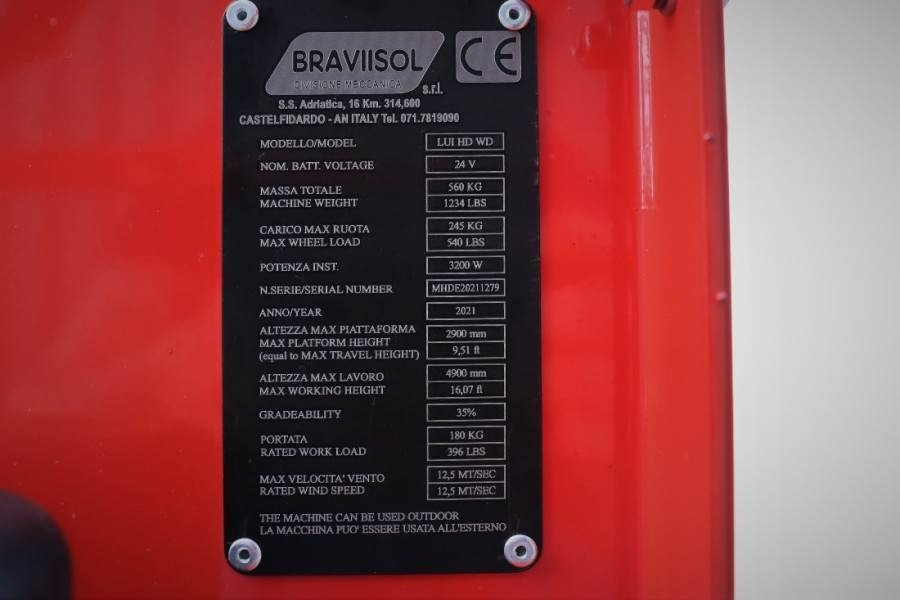 BRAVIISOL
DIVISIONE MECCANICA
s.r.l.
CE
S.S. Adriatica, 16 Km. 314,600
CASTELFIDARDO - AN ITALY Tel. 071.7819090
MODELLO/MODEL LUI HD WD
NOM. BATT. VOLTAGE 24 V
MASSA TOTALE 560 KG
MACHINE WEIGHT 1234 LBS
CARICO MAX RUOTA 245 KG
MAX WHEEL LOAD 540 LBS
POTENZA INST. 3200 W
N.SERIE/SERIAL NUMBER MHDE20211279
ANNO/YEAR 2021
ALTEZZA MAX PIATTAFORMA 2900 mm
MAX PLATFORM HEIGHT 9,51 ft
(equal to MAX TRAVEL HEIGHT)
ALTEZZA MAX LAVORO 4900 mm
MAX WORKING HEIGHT 16,07 ft
GRADEABILITY 35%
PORTATA 180 KG
RATED WORK LOAD 396 LBS
MAX VELOCITA' VENTO 12,5 MT/SEC
RATED WIND SPEED 12,5 MT/SEC
THE MACHINE CAN BE USED OUTDOOR
LA MACCHINA PUO' ESSERE USATA ALL'ESTERNO